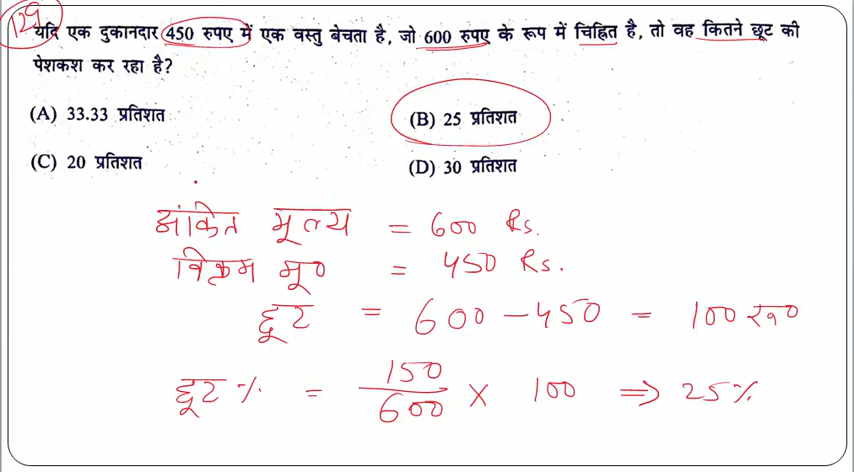 129
यदि एक दुकानदार 450 रुपए में एक वस्तु बेचता है, जो 600 रुपए के रूप में चिह्नित है, तो वह कितने छूट की
पेशकश कर रहा है?
(A) 33.33 प्रतिशत
(B) 25 प्रतिशत
(C) 20 प्रतिशत
(D) 30 प्रतिशत
अंकित मूल्य = 600 Rs.
विक्रम मू० = 450 Rs.
छूट = 600 - 450 = 100 रु०
छूट % = 150/600 × 100 ⇒ 25%